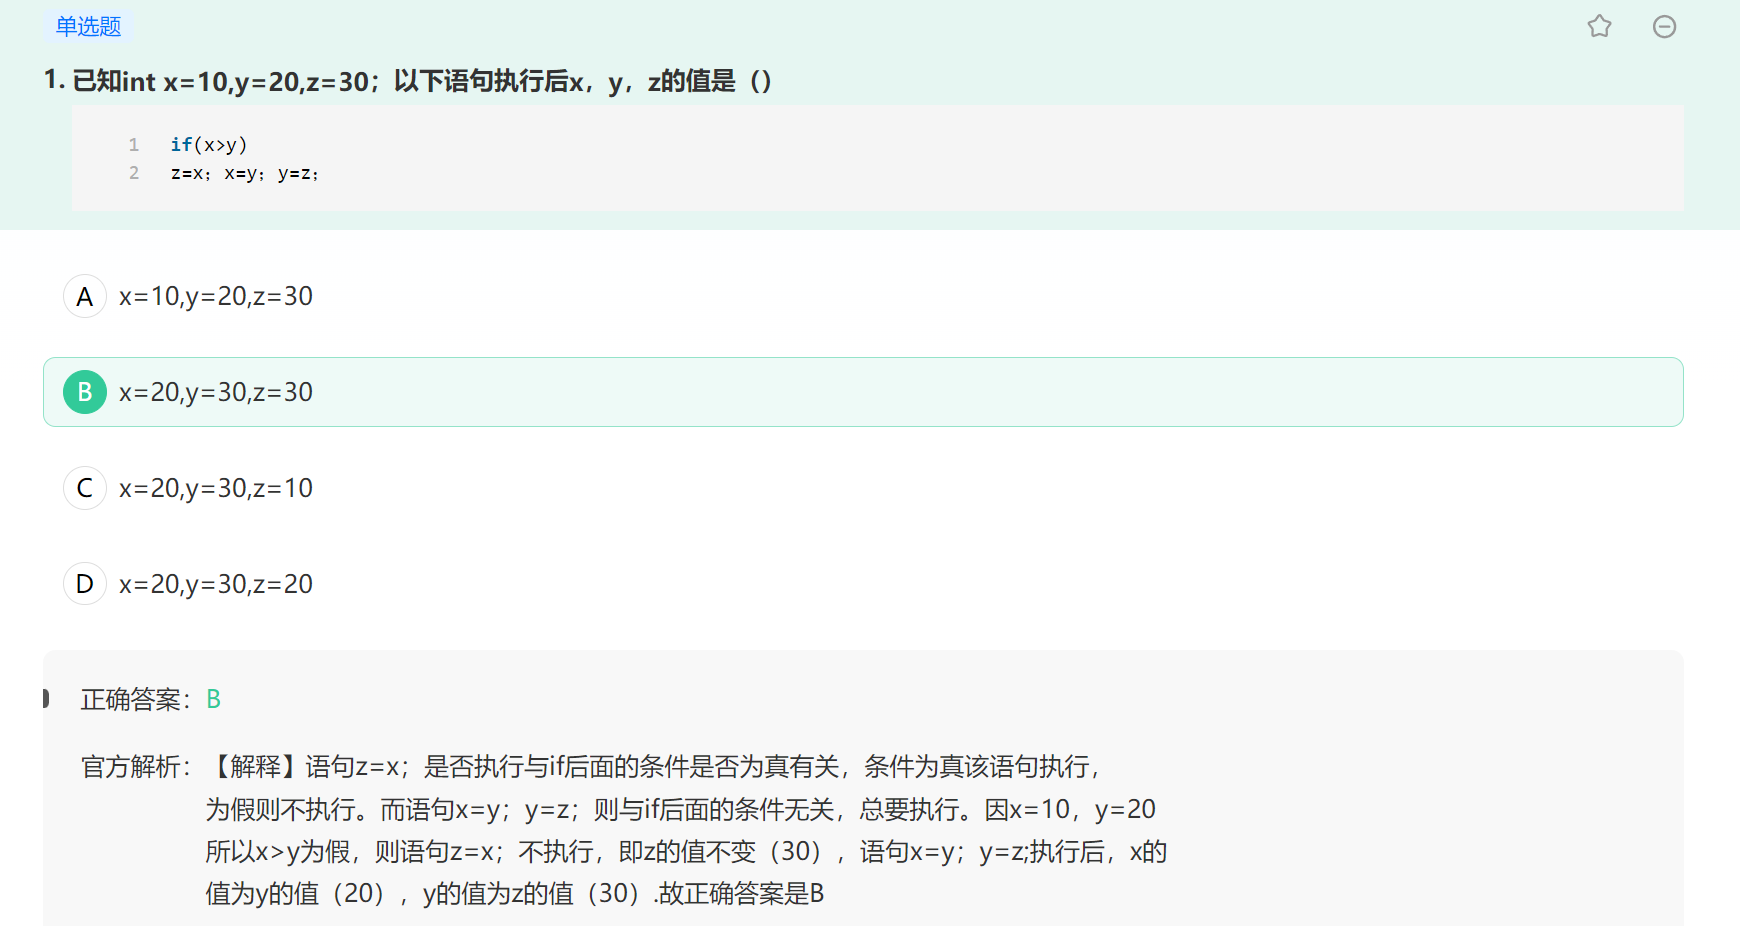 单选题
1. 已知int x=10,y=20,z=30；以下语句执行后x，y，z的值是（）
1 if(x>y)
2 z=x；x=y；y=z；
A x=10,y=20,z=30
B x=20,y=30,z=30
C x=20,y=30,z=10
D x=20,y=30,z=20
正确答案：B
官方解析：【解释】语句z=x；是否执行与if后面的条件是否为真有关，条件为真该语句执行，
为假则不执行。而语句x=y；y=z；则与if后面的条件无关，总要执行。因x=10，y=20
所以x>y为假，则语句z=x；不执行，即z的值不变（30），语句x=y；y=z;执行后，x的
值为y的值（20），y的值为z的值（30）.故正确答案是B